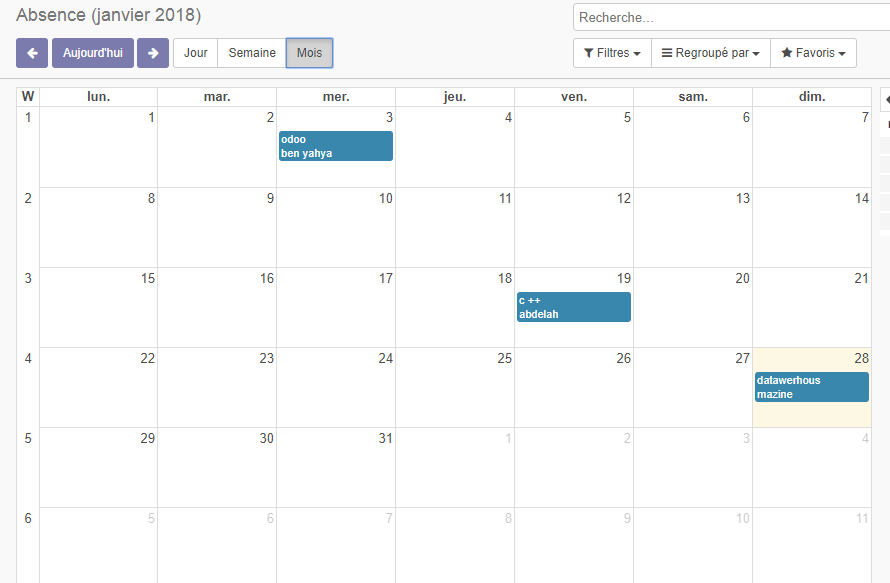 Absence (janvier 2018)
Recherche...
Aujourd'hui Jour Semaine Mois
Filtres Regroupé par Favoris
W lun. mar. mer. jeu. ven. sam. dim.
1 1 2 3 4 5 6 7
odoo
ben yahya
2 8 9 10 11 12 13 14
3 15 16 17 18 19 20 21
c ++
abdelah
4 22 23 24 25 26 27 28
datawerhous
mazine
5 29 30 31 1 2 3 4
6 5 6 7 8 9 10 11